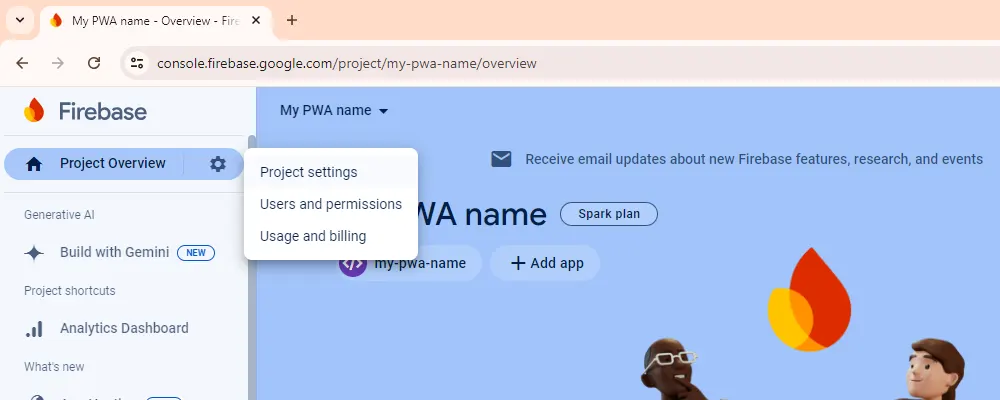 My PWA name - Overview - Fire
console.firebase.google.com/project/my-pwa-name/overview
Firebase
My PWA name
Project Overview
Receive email updates about new Firebase features, research, and events
Project settings
Users and permissions
Usage and billing
WA name
Spark plan
Generative AI
Build with Gemini NEW
my-pwa-name
Add app
Project shortcuts
Analytics Dashboard
What's new